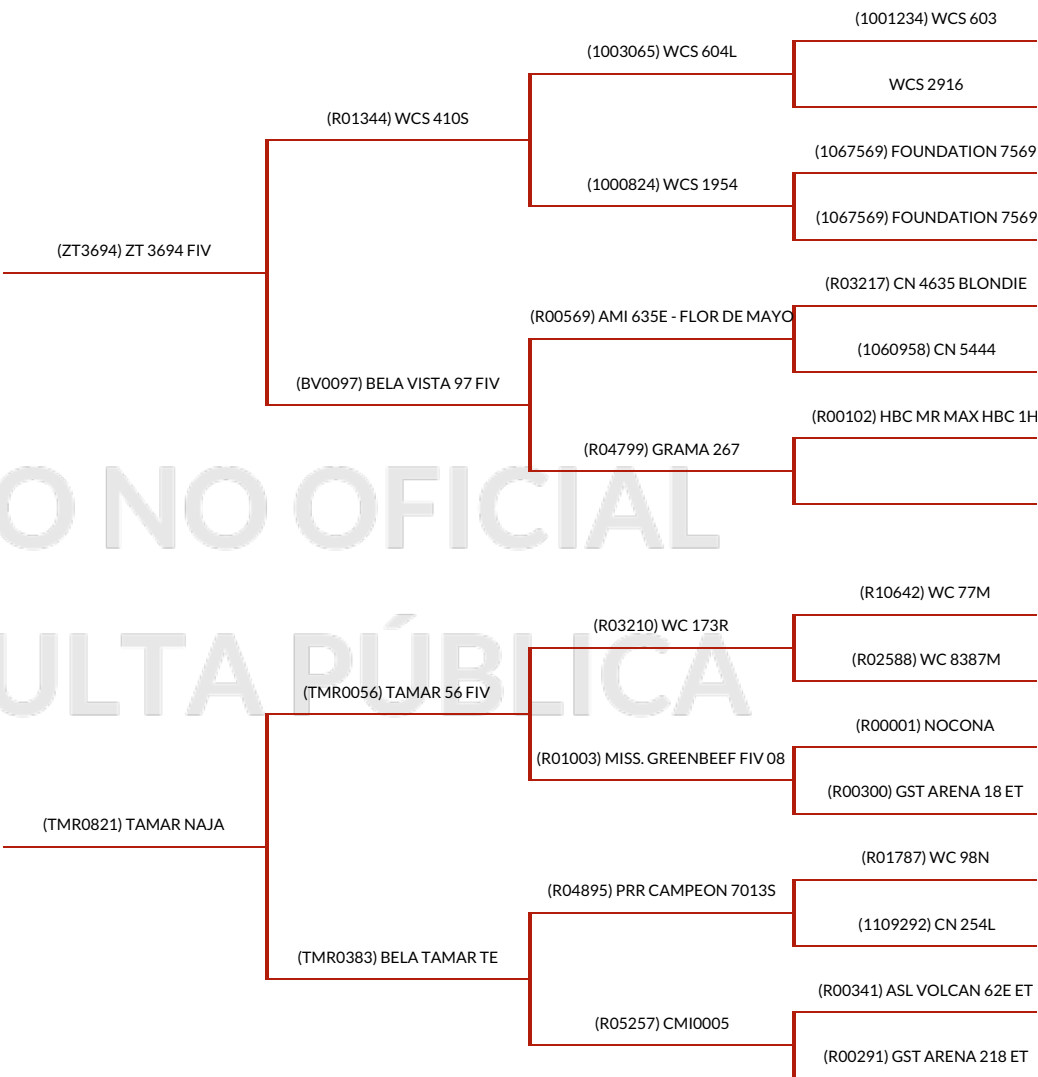 (1001234) WCS 603
(1003065) WCS 604L
WCS 2916
(R01344) WCS 410S
(1067569) FOUNDATION 7569
(1000824) WCS 1954
(1067569) FOUNDATION 7569
(ZT3694) ZT 3694 FIV
(R03217) CN 4635 BLONDIE
(R00569) AMI 635E - FLOR DE MAYO
(1060958) CN 5444
(BV0097) BELA VISTA 97 FIV
(R00102) HBC MR MAX HBC 1H
(R04799) GRAMA 267
O NO OFICIAL
(R10642) WC 77M
(R03210) WC 173R
(R02588) WC 8387M
ULTA PÚBLICA
(TMR0056) TAMAR 56 FIV
(R00001) NOCONA
(R01003) MISS. GREENBEEF FIV 08
(R00300) GST ARENA 18 ET
(TMR0821) TAMAR NAJA
(R01787) WC 98N
(R04895) PRR CAMPEON 7013S
(1109292) CN 254L
(TMR0383) BELA TAMAR TE
(R00341) ASL VOLCAN 62E ET
(R05257) CMI0005
(R00291) GST ARENA 218 ET